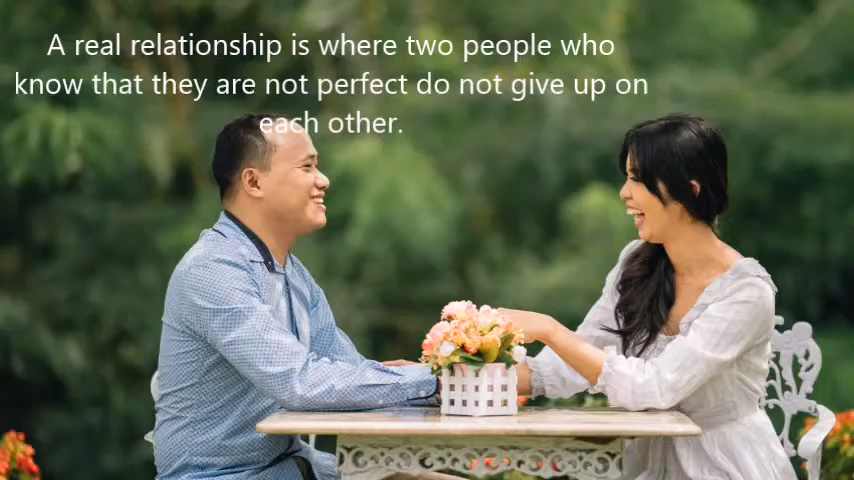 A real relationship is where two people who
know that they are not perfect do not give up on
each other.